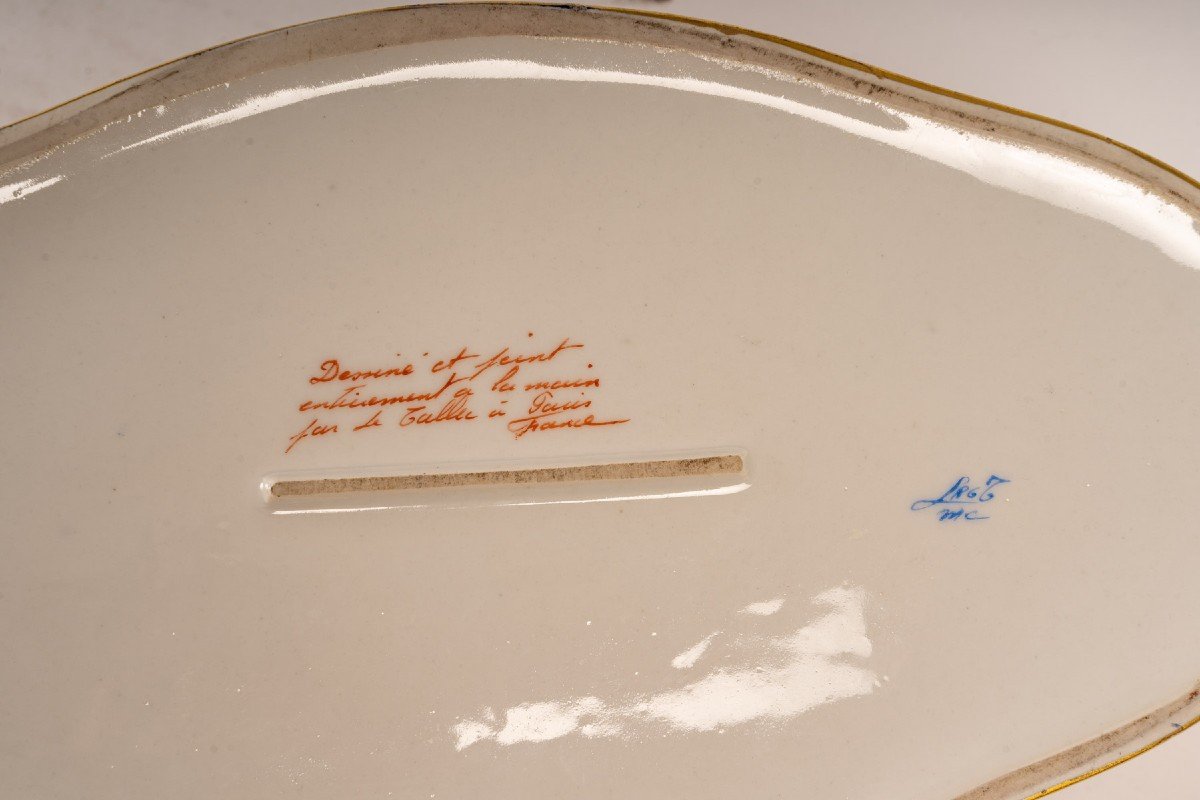 Dessiné et peint
entièrement a la main
par Le Tallec à Paris
France